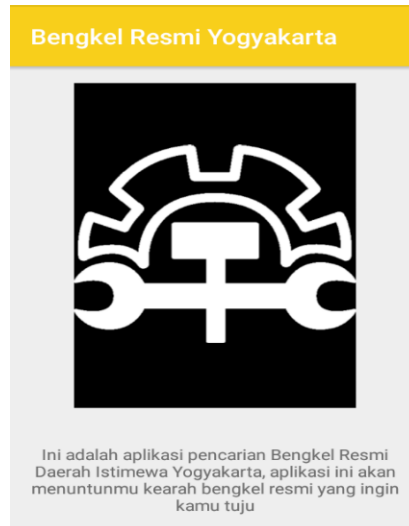 Bengkel Resmi Yogyakarta
Ini adalah aplikasi pencarian Bengkel Resmi
Daerah Istimewa Yogyakarta, aplikasi ini akan
menuntunmu kearah bengkel resmi yang ingin
kamu tuju